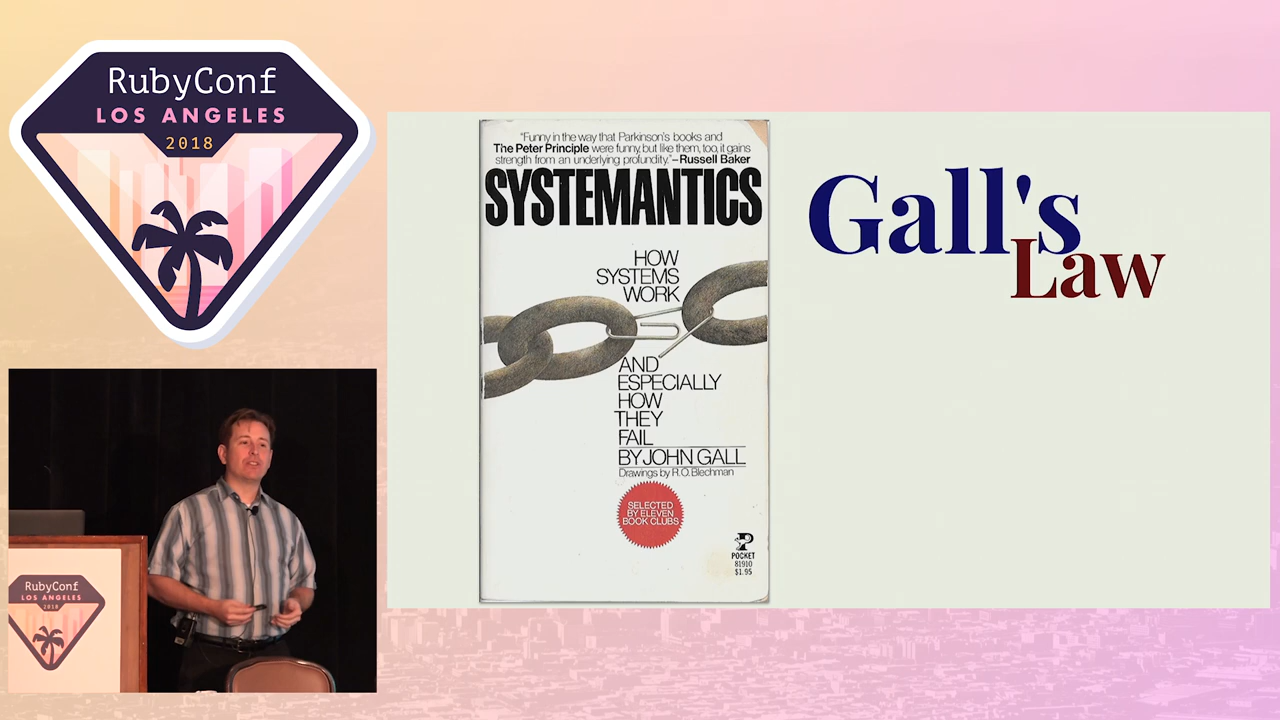 RubyConf
LOS ANGELES
2018
"Funny in the way that Parkinson's books and
The Peter Principle were funny, but like them, too, it gains
strength from an underlying profundity."–Russell Baker
SYSTEMANTICS
HOW
SYSTEMS
WORK
AND
ESPECIALLY
HOW
THEY
FAIL
BY JOHN GALL
Drawings by R.O. Blechman
SELECTED
BY ELEVEN
BOOK CLUBS
POCKET
81910
$1.95
Gall's
Law
RubyConf
LOS ANGELES
2018